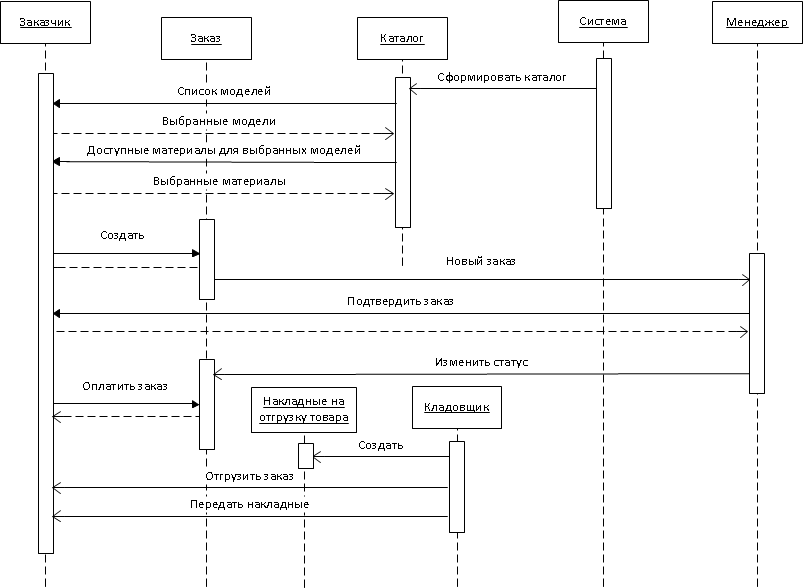 Заказчик
Заказ
Каталог
Система
Менеджер
Сформировать каталог
Список моделей
Выбранные модели
Доступные материалы для выбранных моделей
Выбранные материалы
Создать
Новый заказ
Подтвердить заказ
Изменить статус
Оплатить заказ
Накладные на
отгрузку товара
Кладовщик
Создать
Отгрузить заказ
Передать накладные